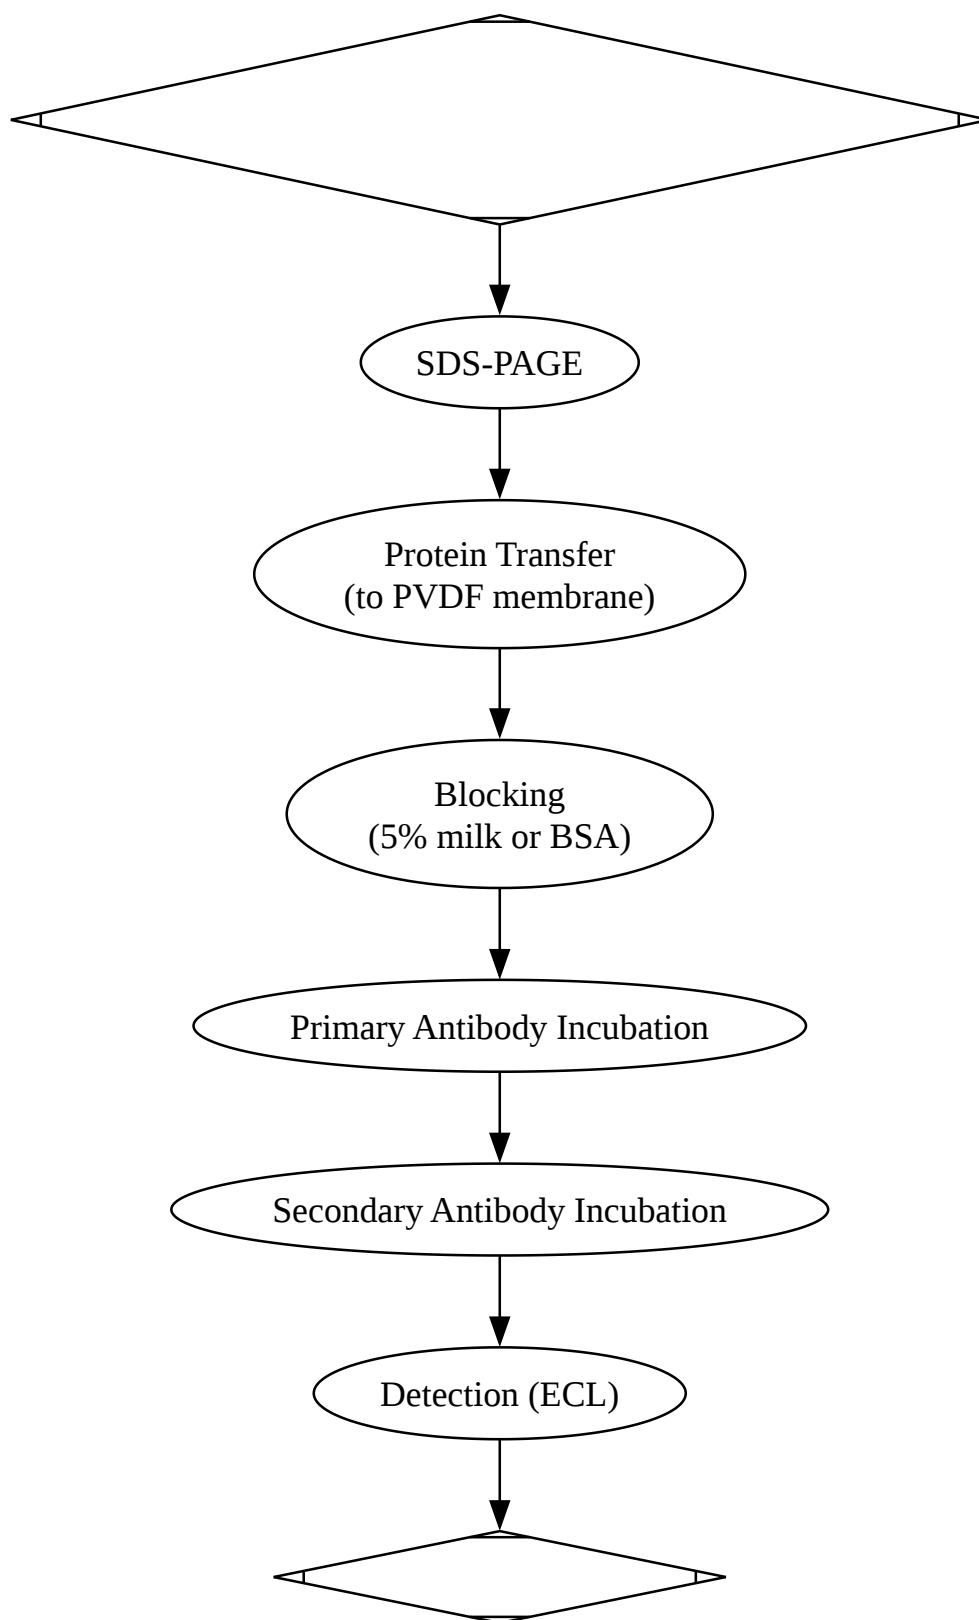 SDS-PAGE
Protein Transfer
(to PVDF membrane)
Blocking
(5% milk or BSA)
Primary Antibody Incubation
Secondary Antibody Incubation
Detection (ECL)